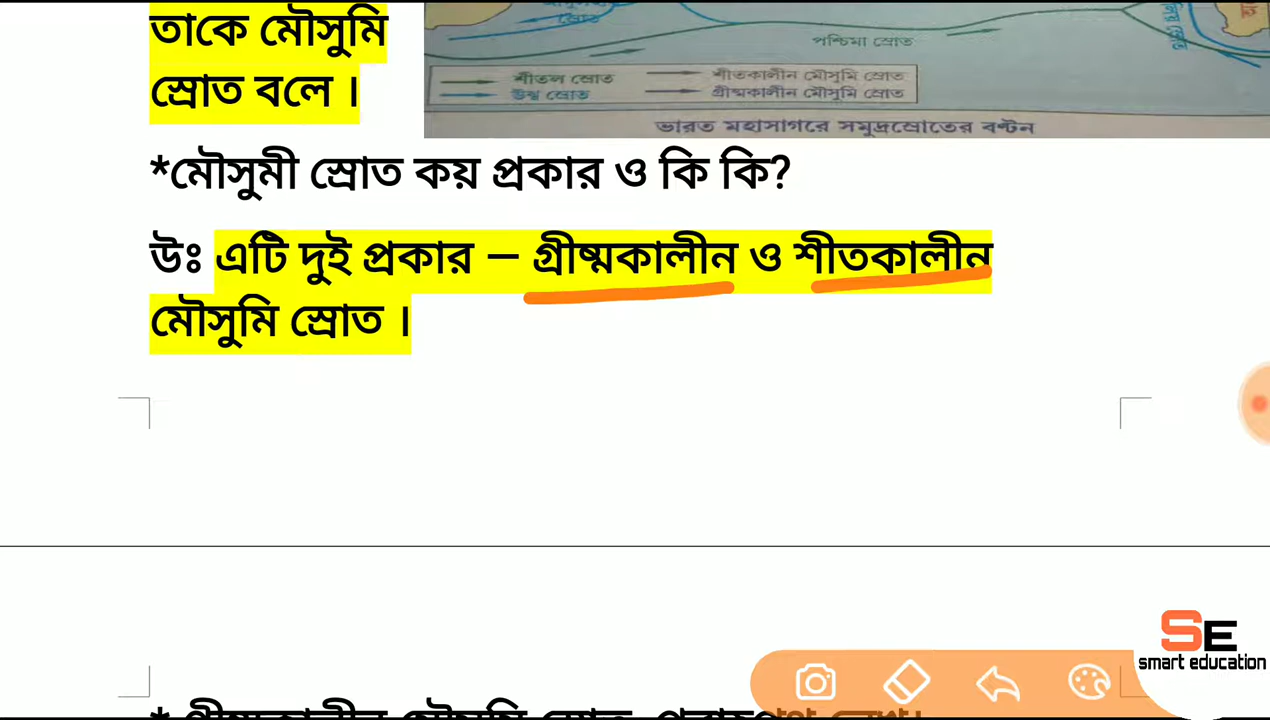 তাকে মৌসুমি
স্রোত বলে ।
পশ্চিমা স্রোত
শীতল স্রোত
শীতকালীন মৌসুমি স্রোত
উষ্ণ স্রোত
গ্রীষ্মকালীন মৌসুমি স্রোত
ভারত মহাসাগরে সমুদ্রস্রোতের বণ্টন
*মৌসুমী স্রোত কয় প্রকার ও কি কি?
উঃ এটি দুই প্রকার – গ্রীষ্মকালীন ও শীতকালীন
মৌসুমি স্রোত ।
SE
smart education
* গ্রীষ্মকালীন মৌসুমি স্রোত